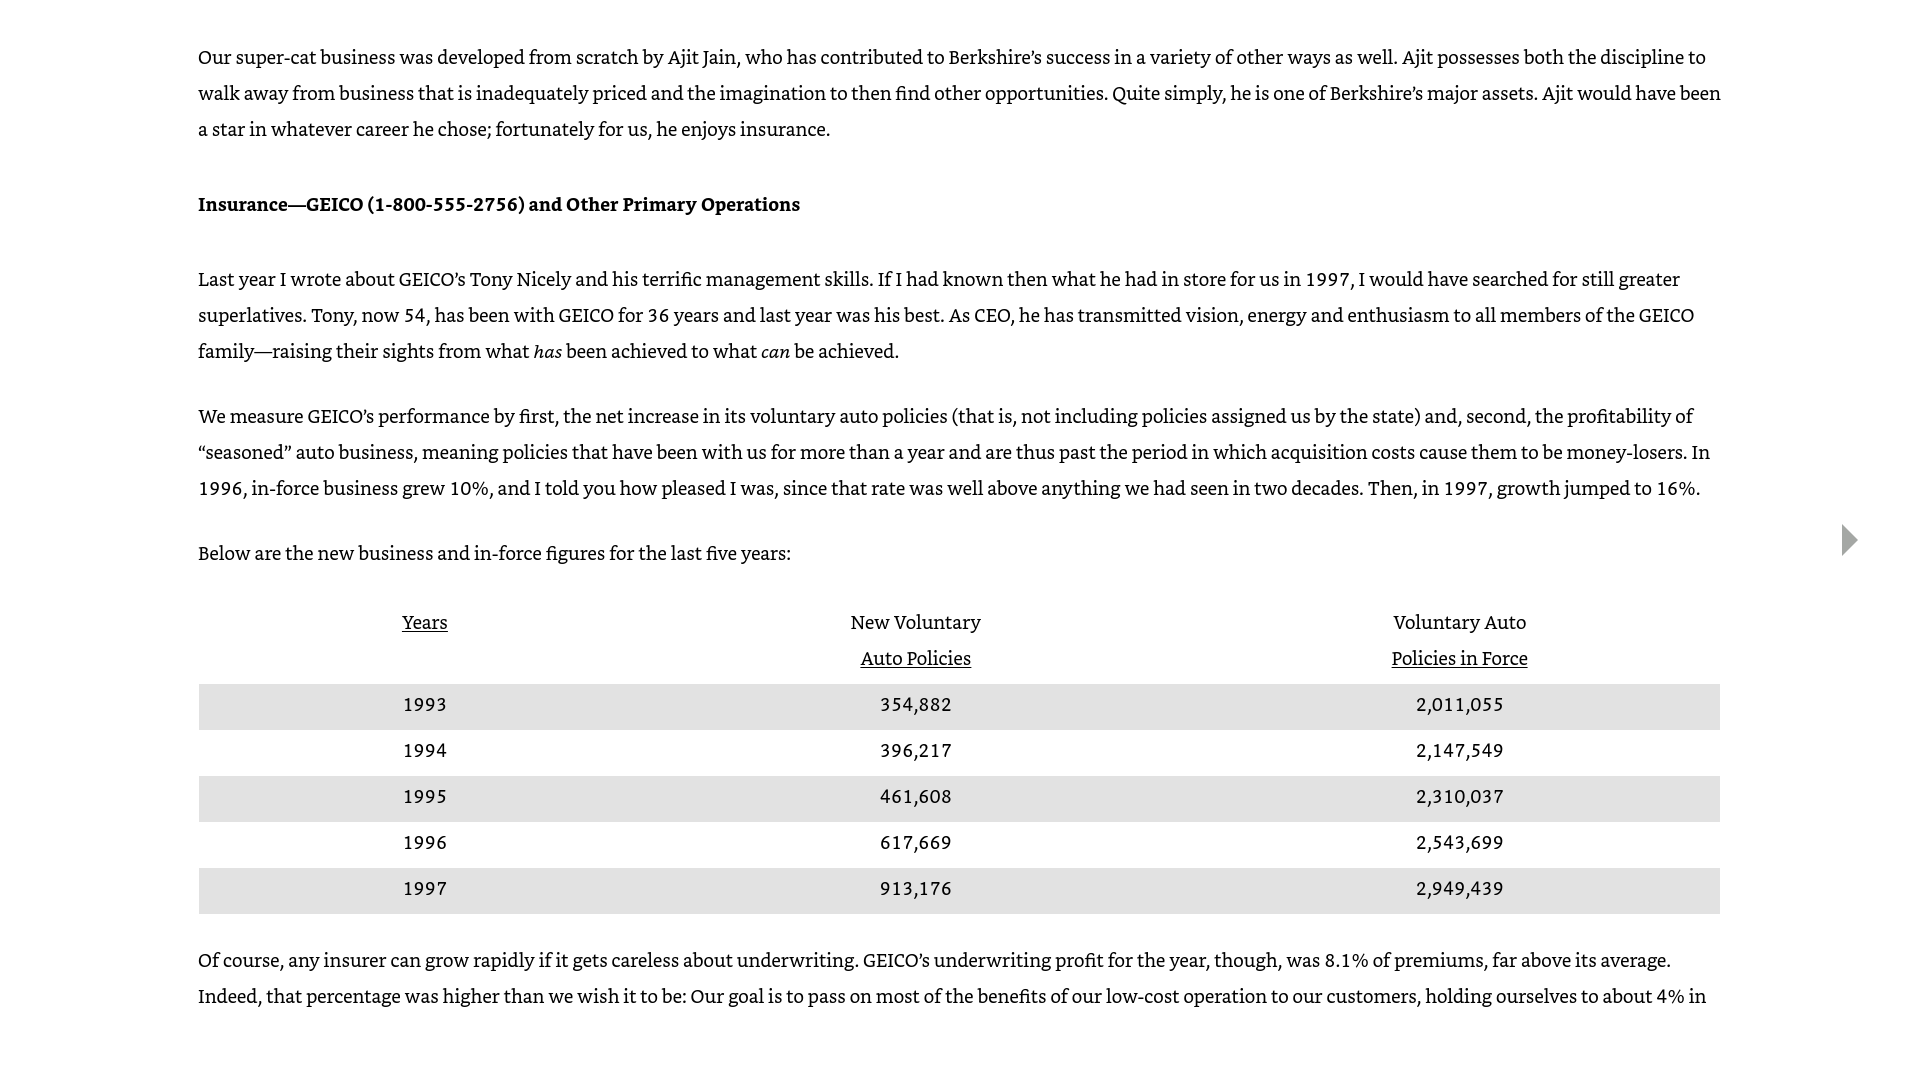 Our super-cat business was developed from scratch by Ajit Jain, who has contributed to Berkshire’s success in a variety of other ways as well. Ajit possesses both the discipline to
walk away from business that is inadequately priced and the imagination to then find other opportunities. Quite simply, he is one of Berkshire’s major assets. Ajit would have been
a star in whatever career he chose; fortunately for us, he enjoys insurance.
Insurance—GEICO (1-800-555-2756) and Other Primary Operations
Last year I wrote about GEICO’s Tony Nicely and his terrific management skills. If I had known then what he had in store for us in 1997, I would have searched for still greater
superlatives. Tony, now 54, has been with GEICO for 36 years and last year was his best. As CEO, he has transmitted vision, energy and enthusiasm to all members of the GEICO
family—raising their sights from what has been achieved to what can be achieved.
We measure GEICO’s performance by first, the net increase in its voluntary auto policies (that is, not including policies assigned us by the state) and, second, the profitability of
“seasoned” auto business, meaning policies that have been with us for more than a year and are thus past the period in which acquisition costs cause them to be money-losers. In
1996, in-force business grew 10%, and I told you how pleased I was, since that rate was well above anything we had seen in two decades. Then, in 1997, growth jumped to 16%.
Below are the new business and in-force figures for the last five years:
Years New Voluntary Voluntary Auto
Auto Policies Policies in Force
1993 354,882 2,011,055
1994 396,217 2,147,549
1995 461,608 2,310,037
1996 617,669 2,543,699
1997 913,176 2,949,439
Of course, any insurer can grow rapidly if it gets careless about underwriting. GEICO’s underwriting profit for the year, though, was 8.1% of premiums, far above its average.
Indeed, that percentage was higher than we wish it to be: Our goal is to pass on most of the benefits of our low-cost operation to our customers, holding ourselves to about 4% in